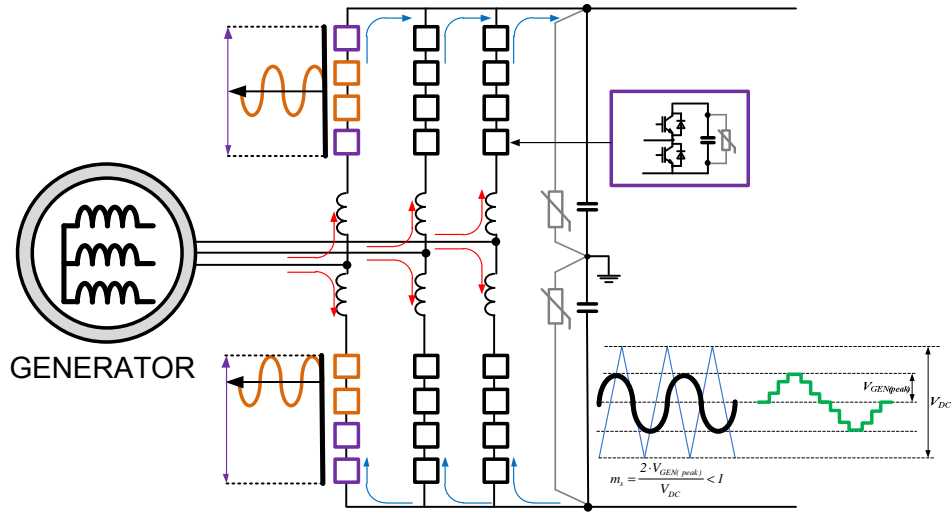 GENERATOR
V_GEN(peak)
V_DC
m_s = 2·V_GEN( peak) / V_DC < 1